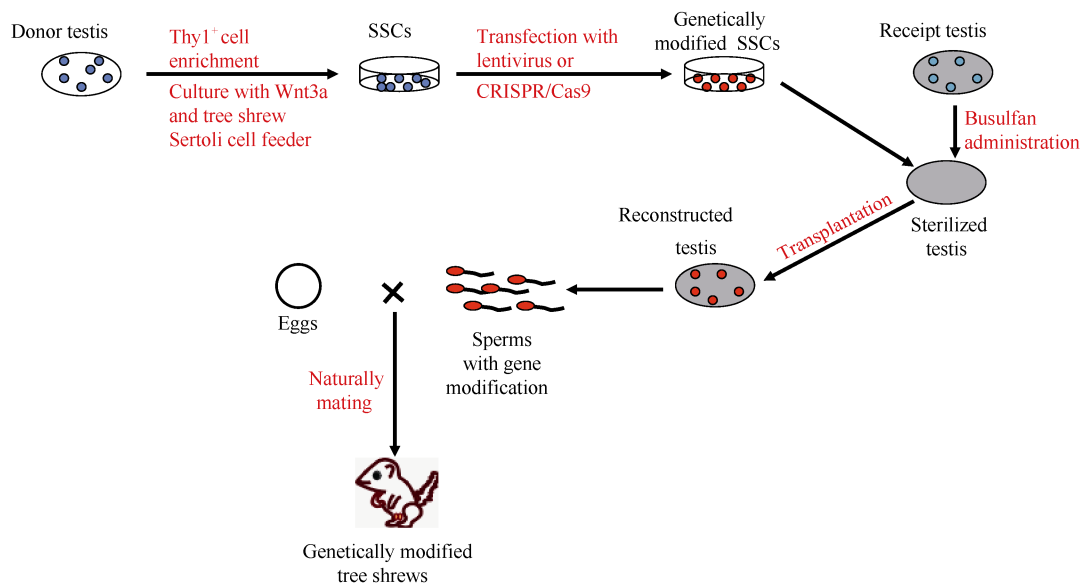 Donor testis
Thy1⁺ cell
enrichment
Culture with Wnt3a
and tree shrew
Sertoli cell feeder
SSCs
Transfection with
lentivirus or
CRISPR/Cas9
Genetically
modified SSCs
Receipt testis
Busulfan
administration
Sterilized
testis
Transplantation
Reconstructed
testis
Sperms
with gene
modification
Eggs
Naturally
mating
Genetically modified
tree shrews